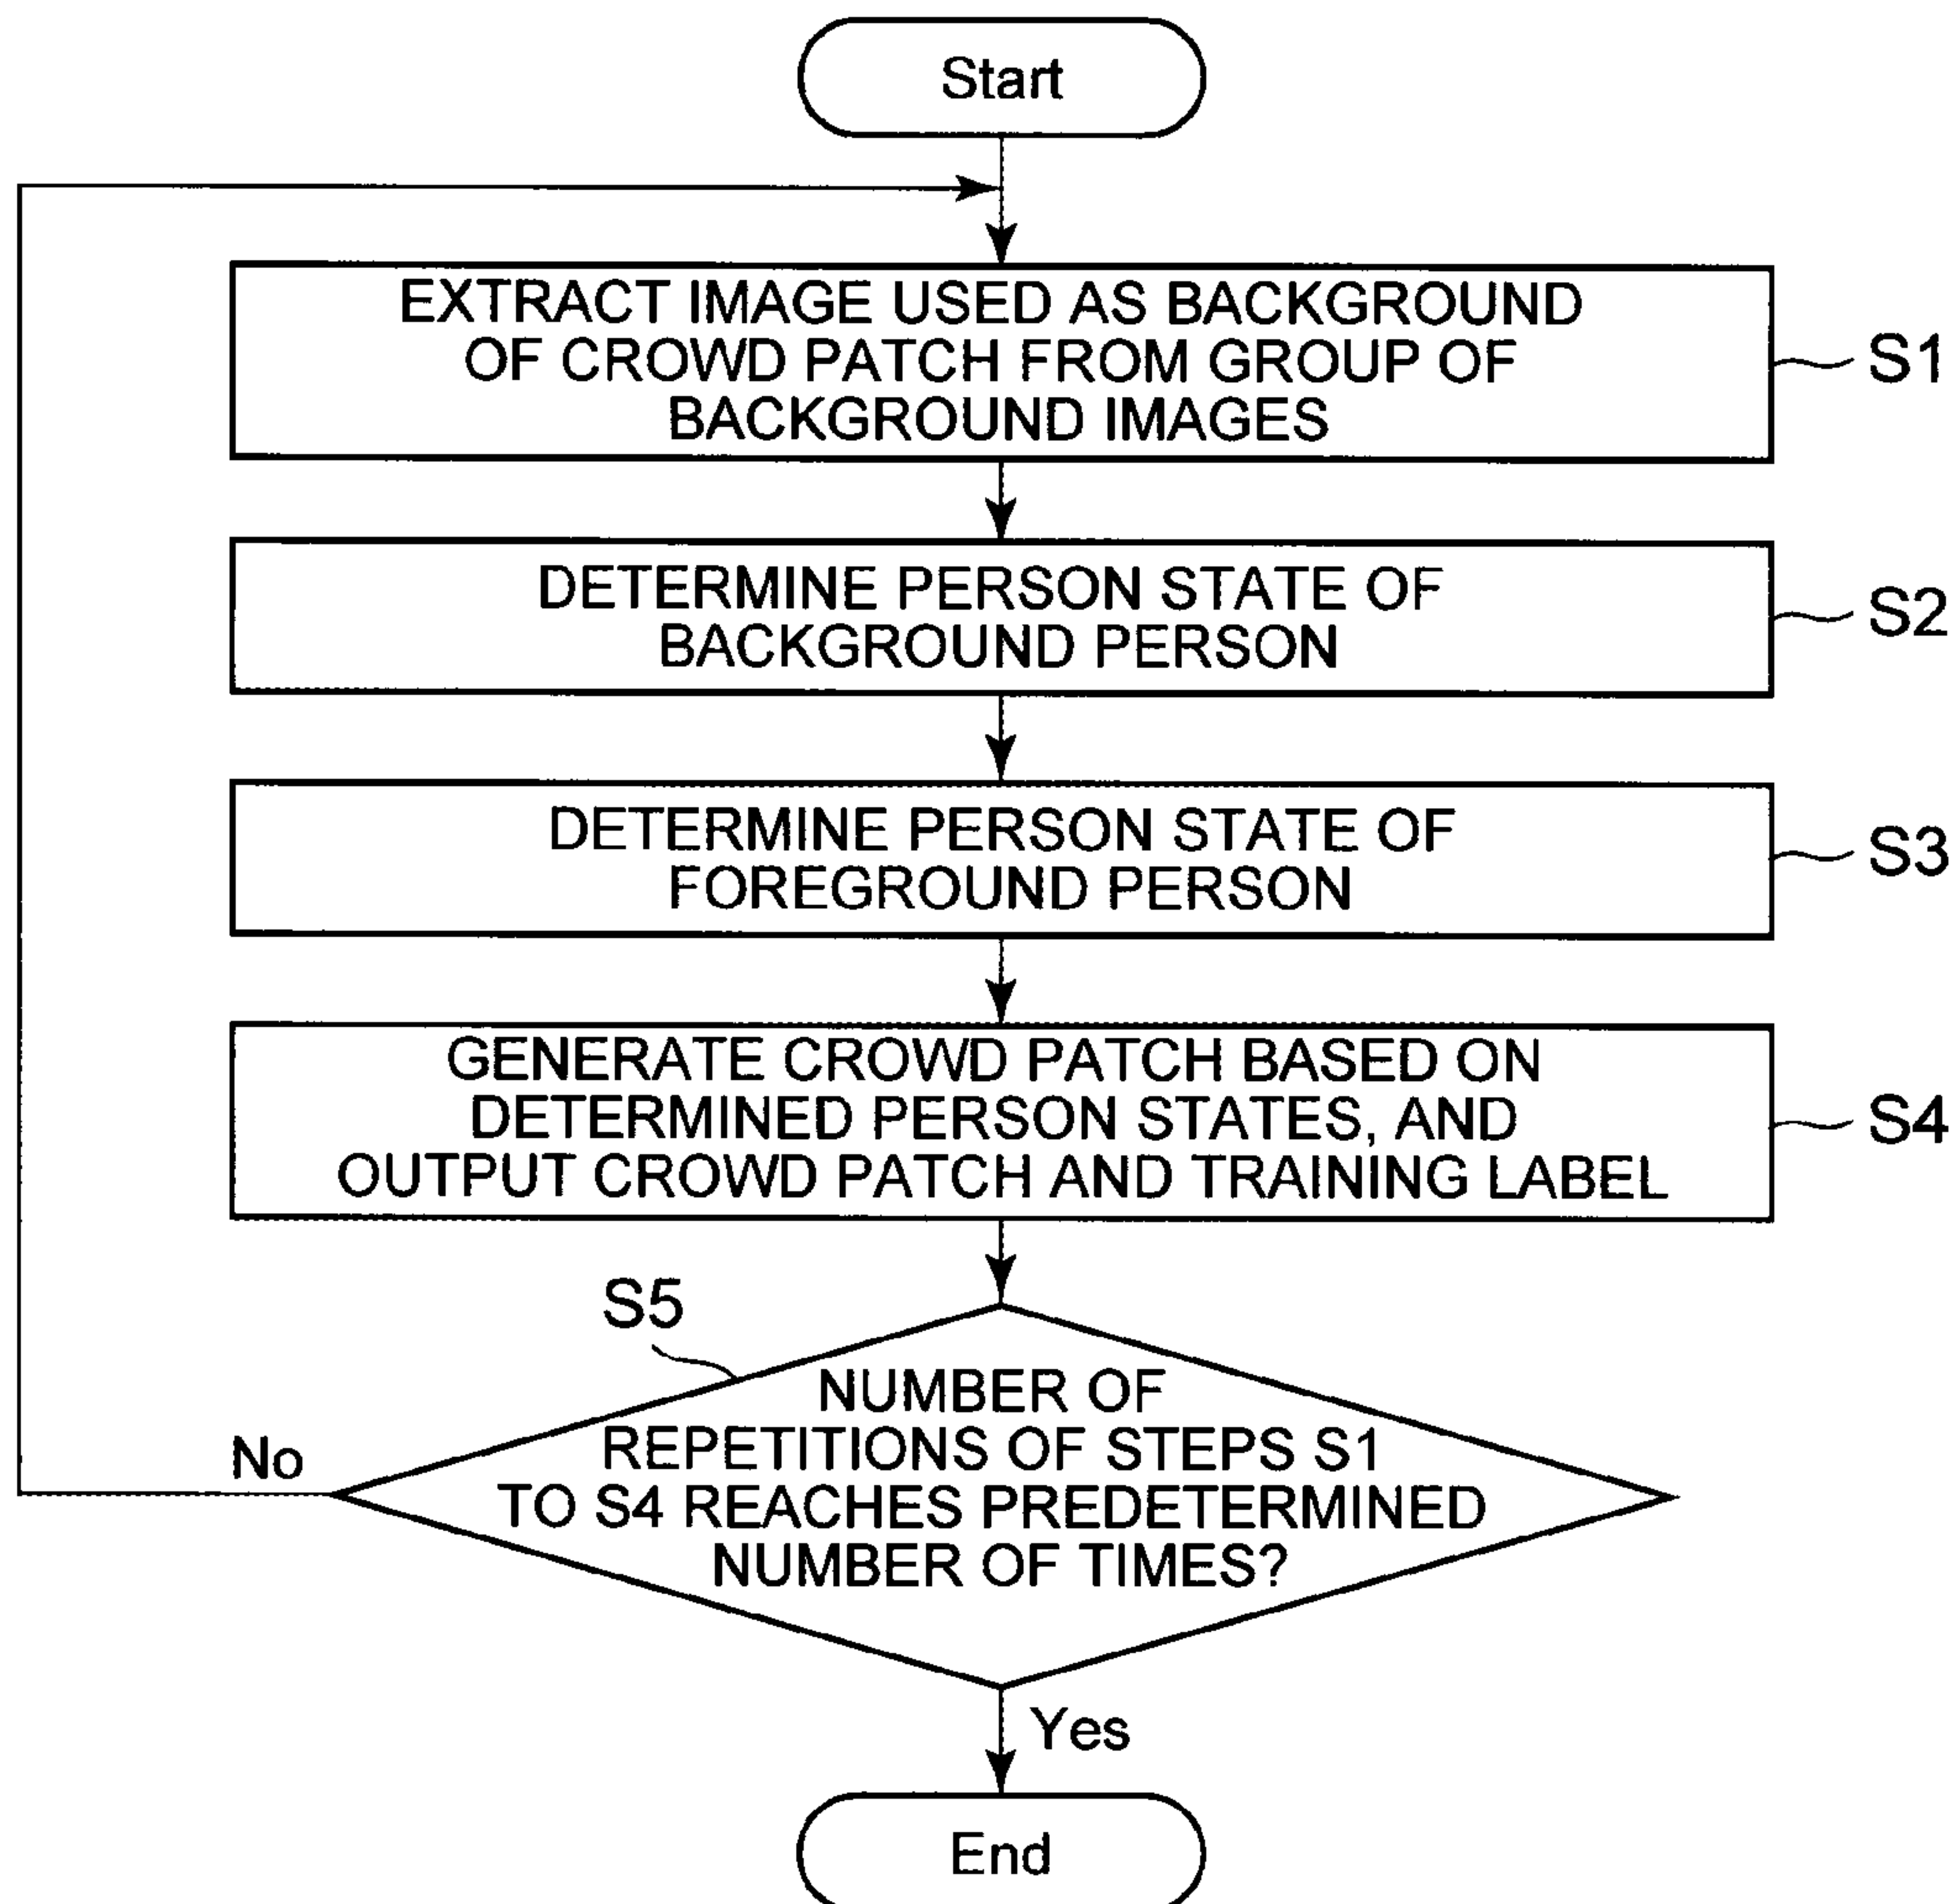 Start
EXTRACT IMAGE USED AS BACKGROUND
OF CROWD PATCH FROM GROUP OF
BACKGROUND IMAGES
S1
DETERMINE PERSON STATE OF
BACKGROUND PERSON
S2
DETERMINE PERSON STATE OF
FOREGROUND PERSON
S3
GENERATE CROWD PATCH BASED ON
DETERMINED PERSON STATES, AND
OUTPUT CROWD PATCH AND TRAINING LABEL
S4
S5
NUMBER OF
REPETITIONS OF STEPS S1
TO S4 REACHES PREDETERMINED
NUMBER OF TIMES?
No
Yes
End